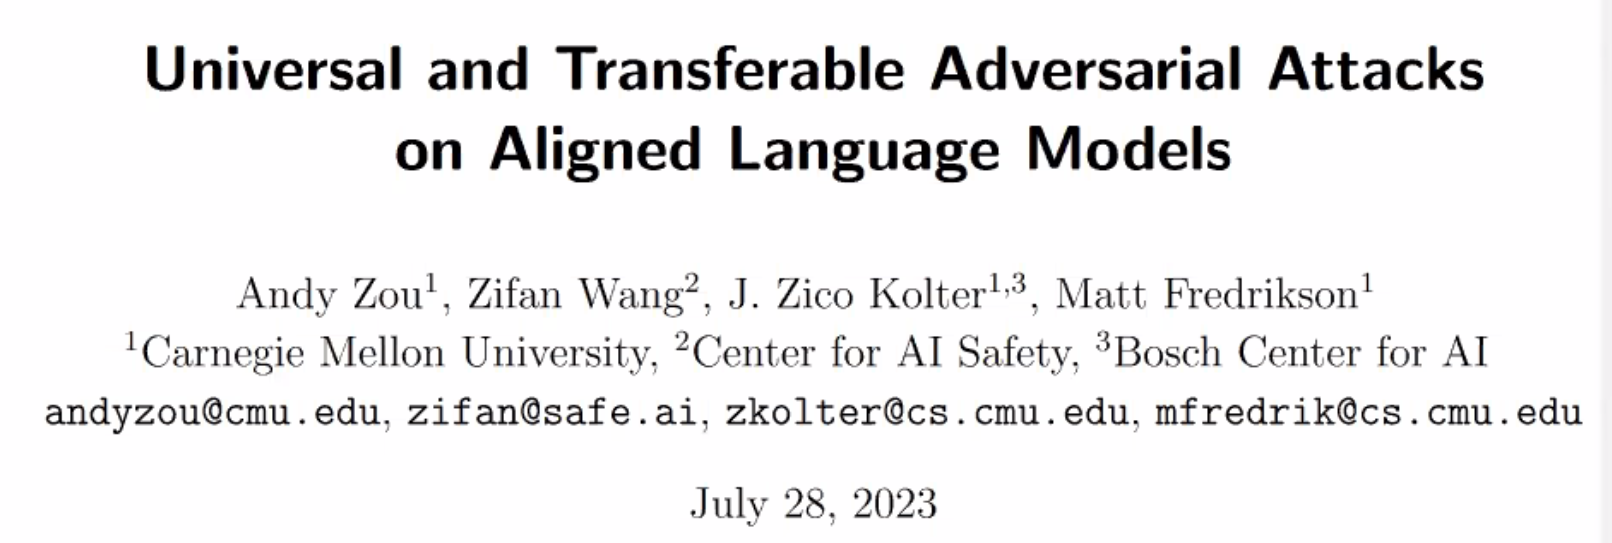 Universal and Transferable Adversarial Attacks
on Aligned Language Models
Andy Zou¹, Zifan Wang², J. Zico Kolter¹,³, Matt Fredrikson¹
¹Carnegie Mellon University, ²Center for AI Safety, ³Bosch Center for AI
andyzou@cmu.edu, zifan@safe.ai, zkolter@cs.cmu.edu, mfredrik@cs.cmu.edu
July 28, 2023